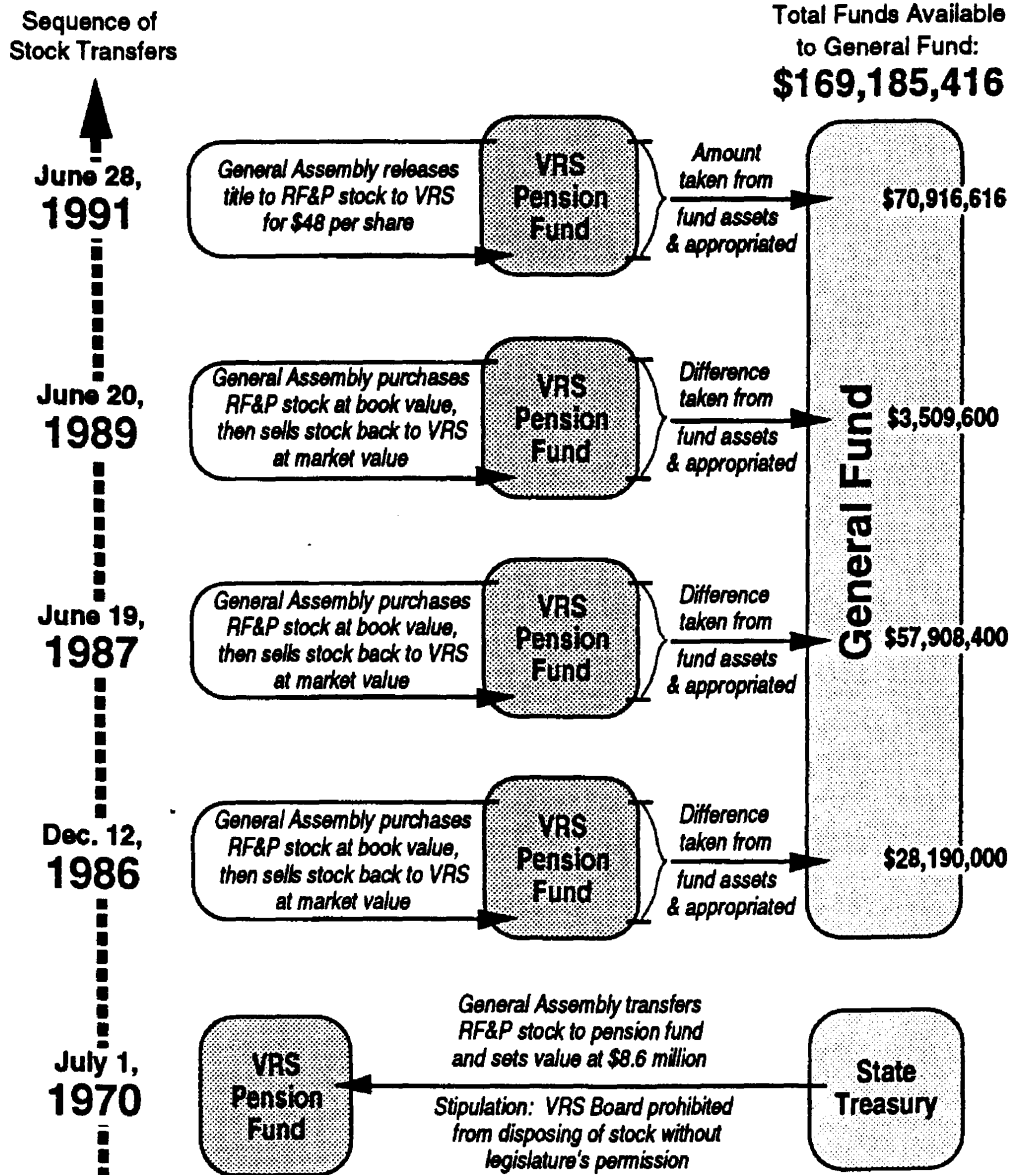 Sequence of
Stock Transfers
Total Funds Available
to General Fund:
$169,185,416
June 28,
1991
General Assembly releases
title to RF&P stock to VRS
for $48 per share
VRS
Pension
Fund
Amount
taken from
fund assets
& appropriated
$70,916,616
June 20,
1989
General Assembly purchases
RF&P stock at book value,
then sells stock back to VRS
at market value
VRS
Pension
Fund
Difference
taken from
fund assets
& appropriated
$3,509,600
General Fund
June 19,
1987
General Assembly purchases
RF&P stock at book value,
then sells stock back to VRS
at market value
VRS
Pension
Fund
Difference
taken from
fund assets
& appropriated
$57,908,400
Dec. 12,
1986
General Assembly purchases
RF&P stock at book value,
then sells stock back to VRS
at market value
VRS
Pension
Fund
Difference
taken from
fund assets
& appropriated
$28,190,000
July 1,
1970
VRS
Pension
Fund
General Assembly transfers
RF&P stock to pension fund
and sets value at $8.6 million
Stipulation: VRS Board prohibited
from disposing of stock without
legislature's permission
State
Treasury